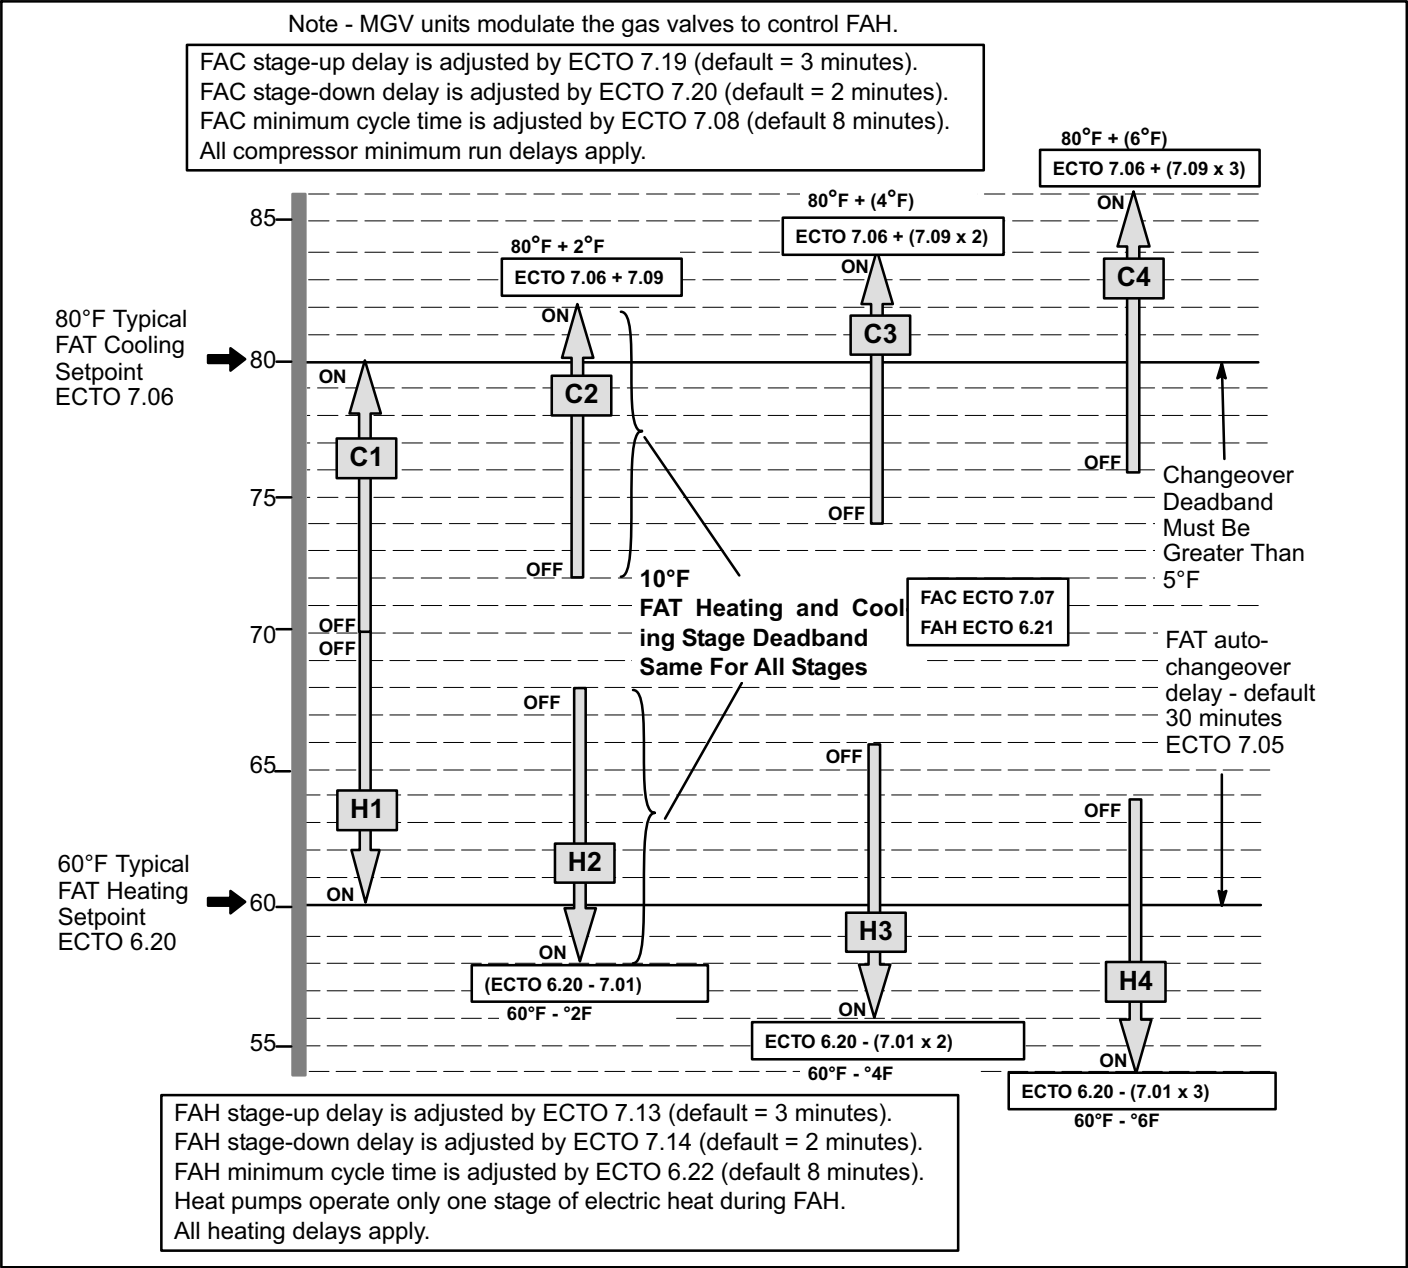 Note - MGV units modulate the gas valves to control FAH.
FAC stage-up delay is adjusted by ECTO 7.19 (default = 3 minutes).
FAC stage-down delay is adjusted by ECTO 7.20 (default = 2 minutes).
FAC minimum cycle time is adjusted by ECTO 7.08 (default 8 minutes).
All compressor minimum run delays apply.
80°F + (6°F)
ECTO 7.06 + (7.09 x 3)
ON
C4
OFF
80°F + (4°F)
ECTO 7.06 + (7.09 x 2)
ON
C3
OFF
80°F + 2°F
ECTO 7.06 + 7.09
ON
C2
OFF
85
80
75
70
65
60
55
80°F Typical
FAT Cooling
Setpoint
ECTO 7.06
ON
C1
OFF
OFF
H1
ON
Changeover
Deadband
Must Be
Greater Than
5°F
10°F
FAT Heating and Cool
ing Stage Deadband
Same For All Stages
FAC ECTO 7.07
FAH ECTO 6.21
FAT auto-
changeover
delay - default
30 minutes
ECTO 7.05
60°F Typical
FAT Heating
Setpoint
ECTO 6.20
OFF
H2
ON
(ECTO 6.20 - 7.01)
60°F - °2F
OFF
H3
ON
ECTO 6.20 - (7.01 x 2)
60°F - °4F
OFF
H4
ON
ECTO 6.20 - (7.01 x 3)
60°F - °6F
FAH stage-up delay is adjusted by ECTO 7.13 (default = 3 minutes).
FAH stage-down delay is adjusted by ECTO 7.14 (default = 2 minutes).
FAH minimum cycle time is adjusted by ECTO 6.22 (default 8 minutes).
Heat pumps operate only one stage of electric heat during FAH.
All heating delays apply.